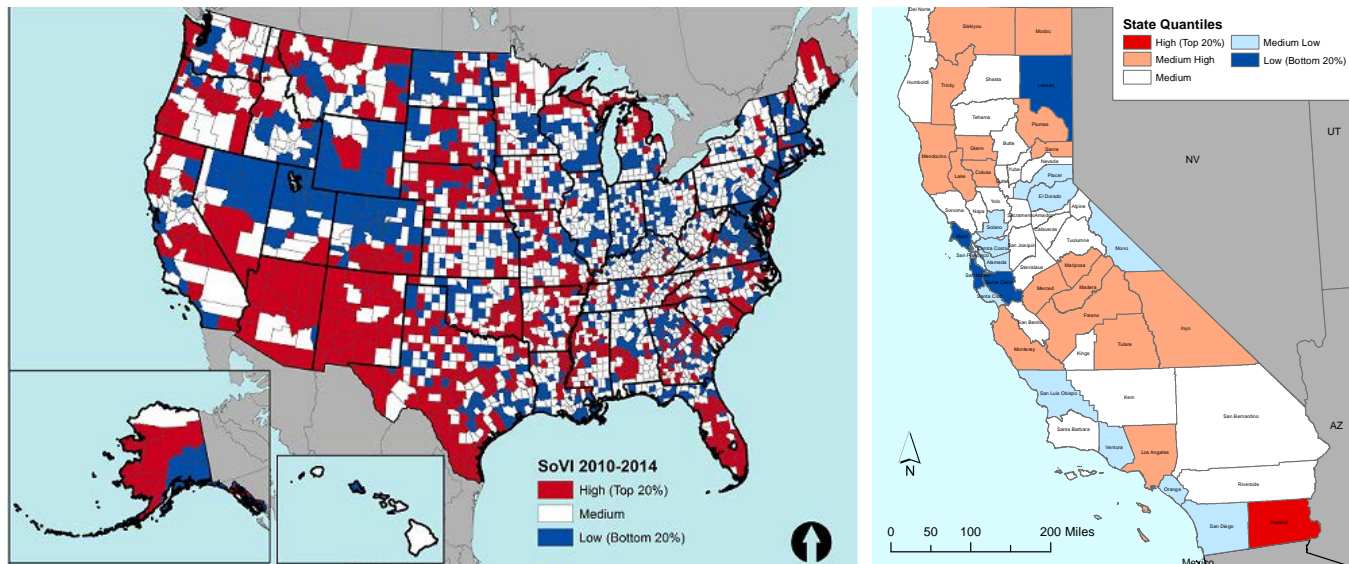 SoVI 2010-2014
High (Top 20%)
Medium
Low (Bottom 20%)
State Quantiles
High (Top 20%)
Medium High
Medium
Medium Low
Low (Bottom 20%)
Del Norte
Siskiyou
Modoc
Humboldt
Trinity
Shasta
Lassen
Tehama
Plumas
Butte
Glenn
Sierra
Mendocino
Nevada
Yuba
Colusa
Placer
Lake
Sutter
El Dorado
Yolo
Alpine
Sonoma
Napa
Sacramento
Amador
Solano
Calaveras
Mono
Marin
Tuolumne
Contra Costa
San Joaquin
San Francisco
Alameda
Stanislaus
Mariposa
San Mateo
Santa Clara
Merced
Madera
Santa Cruz
Fresno
San Benito
Inyo
Monterey
Kings
Tulare
San Luis Obispo
Kern
San Bernardino
Santa Barbara
Ventura
Los Angeles
Orange
Riverside
San Diego
Imperial
Mexico
NV
UT
AZ
N
0 50 100 200 Miles